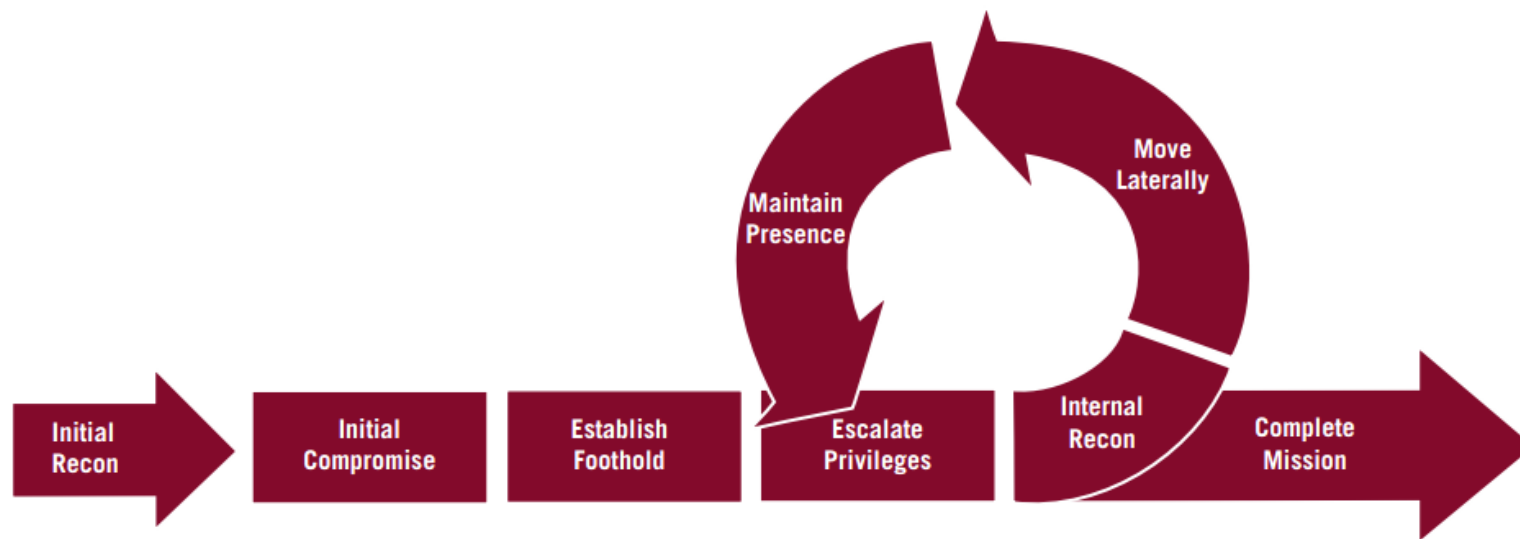 Initial
Recon
Initial
Compromise
Establish
Foothold
Escalate
Privileges
Internal
Recon
Move
Laterally
Maintain
Presence
Complete
Mission